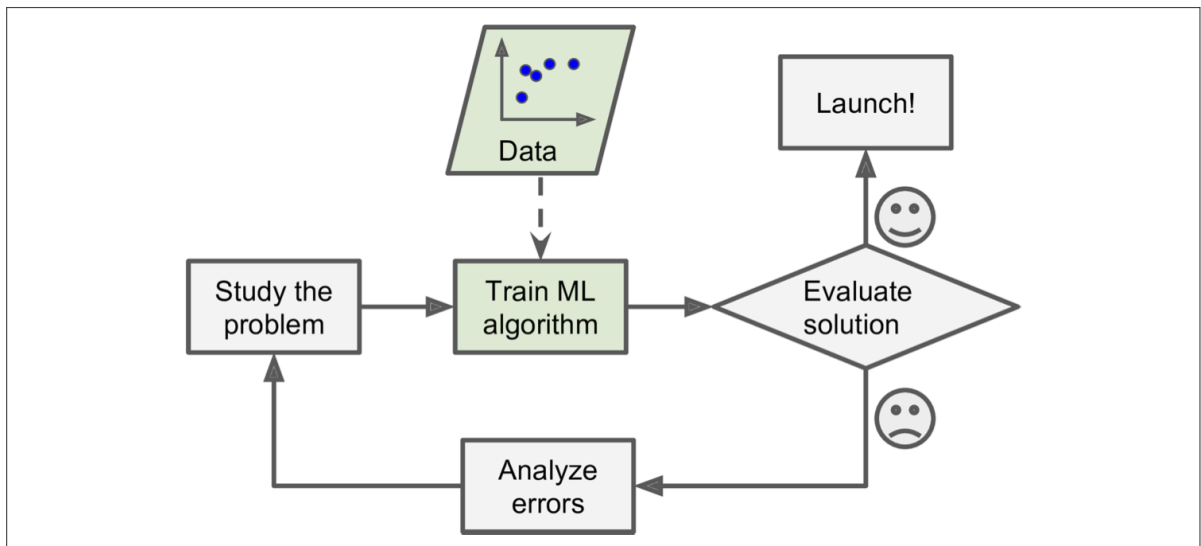 Data
Launch!
Study the
problem
Train ML
algorithm
Evaluate
solution
Analyze
errors